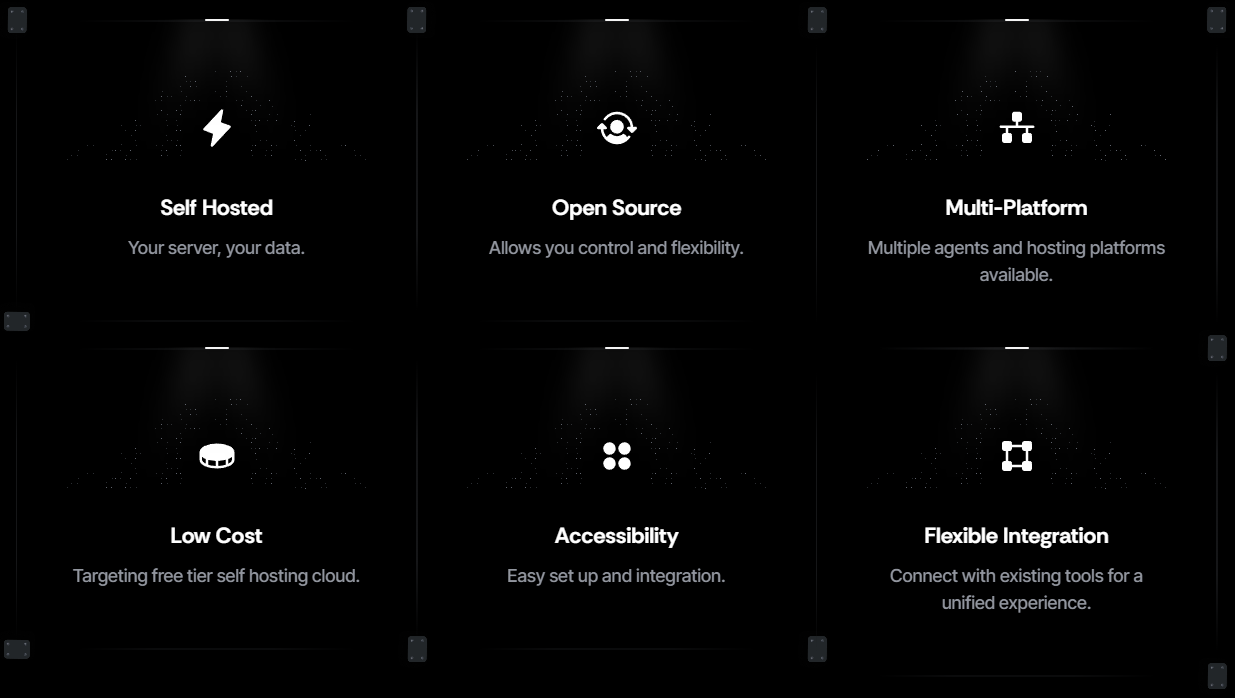 Self Hosted
Your server, your data.
Open Source
Allows you control and flexibility.
Multi-Platform
Multiple agents and hosting platforms
available.
Low Cost
Targeting free tier self hosting cloud.
Accessibility
Easy set up and integration.
Flexible Integration
Connect with existing tools for a
unified experience.